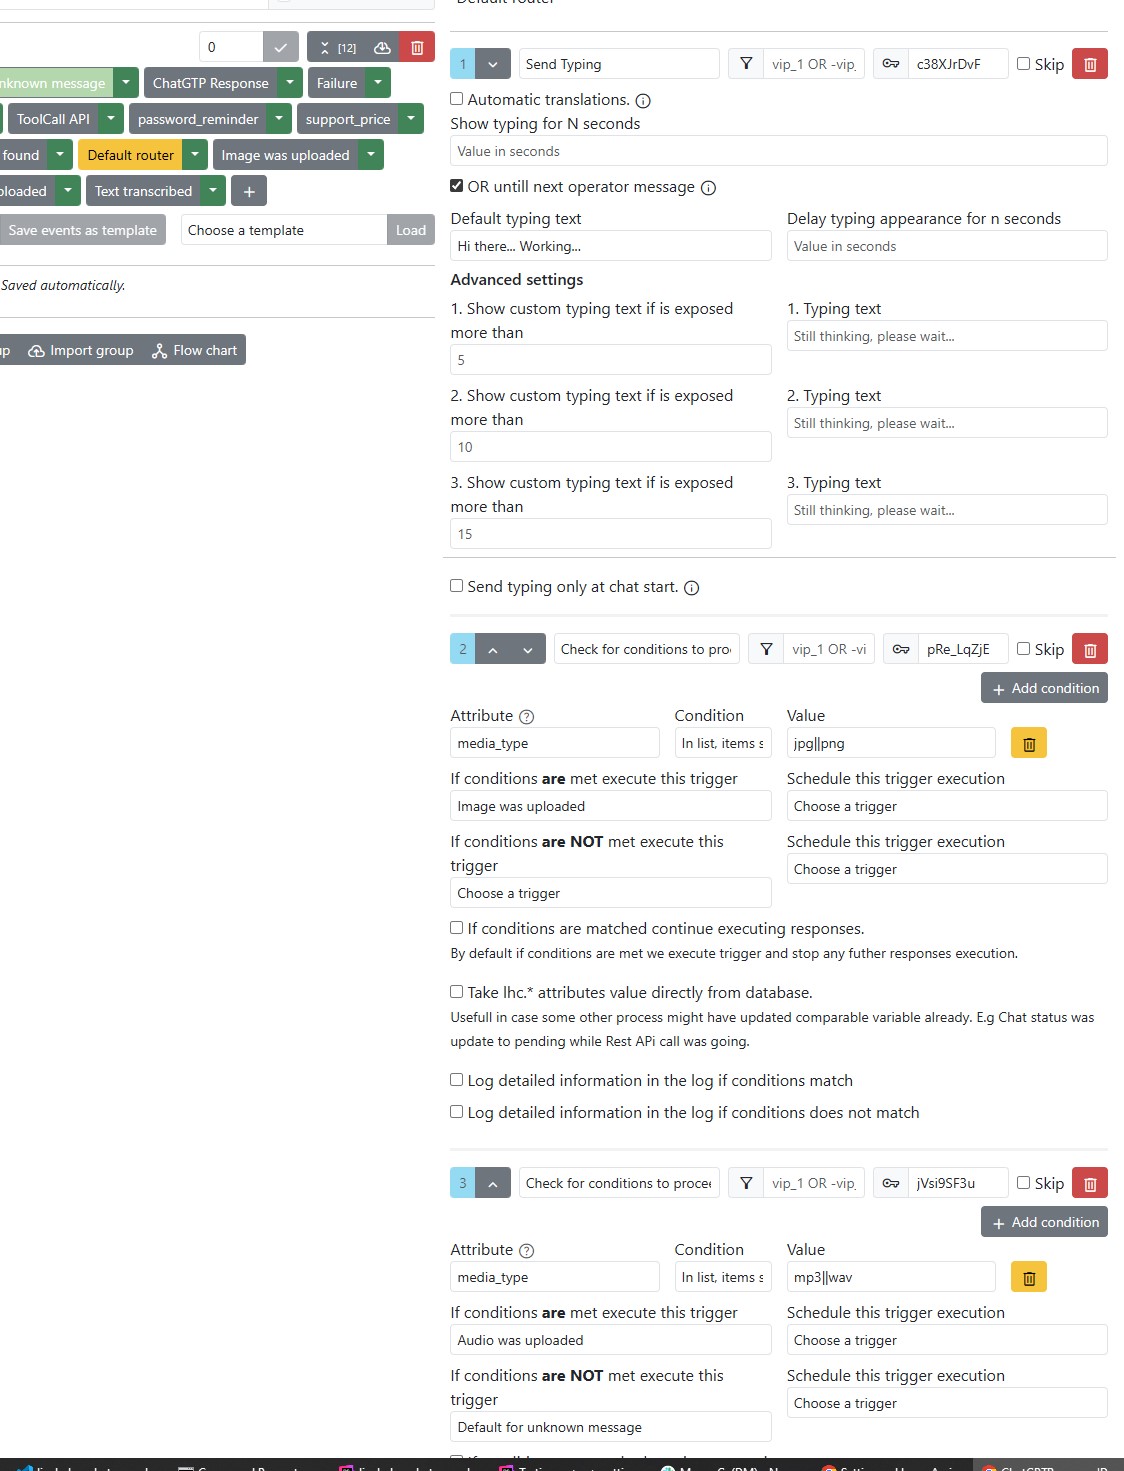 Default router
0
[12]
nknown message
ChatGTP Response
Failure
ToolCall API
password_reminder
support_price
found
Default router
Image was uploaded
ploaded
Text transcribed
+
Save events as template
Choose a template
Load
Saved automatically.
up
Import group
Flow chart
1
Send Typing
vip_1 OR -vip_
c38XJrDvF
Skip
Automatic translations.
Show typing for N seconds
Value in seconds
OR untill next operator message
Default typing text
Delay typing appearance for n seconds
Hi there... Working...
Value in seconds
Advanced settings
1. Show custom typing text if is exposed
more than
1. Typing text
5
Still thinking, please wait...
2. Show custom typing text if is exposed
more than
2. Typing text
10
Still thinking, please wait...
3. Show custom typing text if is exposed
more than
3. Typing text
15
Still thinking, please wait...
Send typing only at chat start.
2
Check for conditions to pro
vip_1 OR -vi
pRe_LqZjE
Skip
+ Add condition
Attribute
Condition
Value
media_type
In list, items s
jpg||png
If conditions are met execute this trigger
Schedule this trigger execution
Image was uploaded
Choose a trigger
If conditions are NOT met execute this
trigger
Schedule this trigger execution
Choose a trigger
Choose a trigger
If conditions are matched continue executing responses.
By default if conditions are met we execute trigger and stop any futher responses execution.
Take lhc.* attributes value directly from database.
Usefull in case some other process might have updated comparable variable already. E.g Chat status was
update to pending while Rest APi call was going.
Log detailed information in the log if conditions match
Log detailed information in the log if conditions does not match
3
Check for conditions to procee
vip_1 OR -vip_
jVsi9SF3u
Skip
+ Add condition
Attribute
Condition
Value
media_type
In list, items s
mp3||wav
If conditions are met execute this trigger
Schedule this trigger execution
Audio was uploaded
Choose a trigger
If conditions are NOT met execute this
trigger
Schedule this trigger execution
Default for unknown message
Choose a trigger